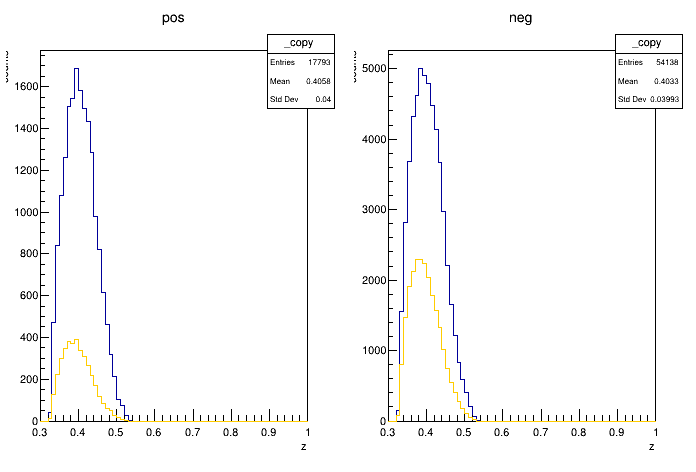 pos
_copy
Entries 17793
Mean 0.4058
Std Dev 0.04
1600
1400
1200
1000
800
600
400
200
0
0.3 0.4 0.5 0.6 0.7 0.8 0.9 1
z
neg
_copy
Entries 54138
Mean 0.4033
Std Dev 0.03993
5000
4000
3000
2000
1000
0
0.3 0.4 0.5 0.6 0.7 0.8 0.9 1
z